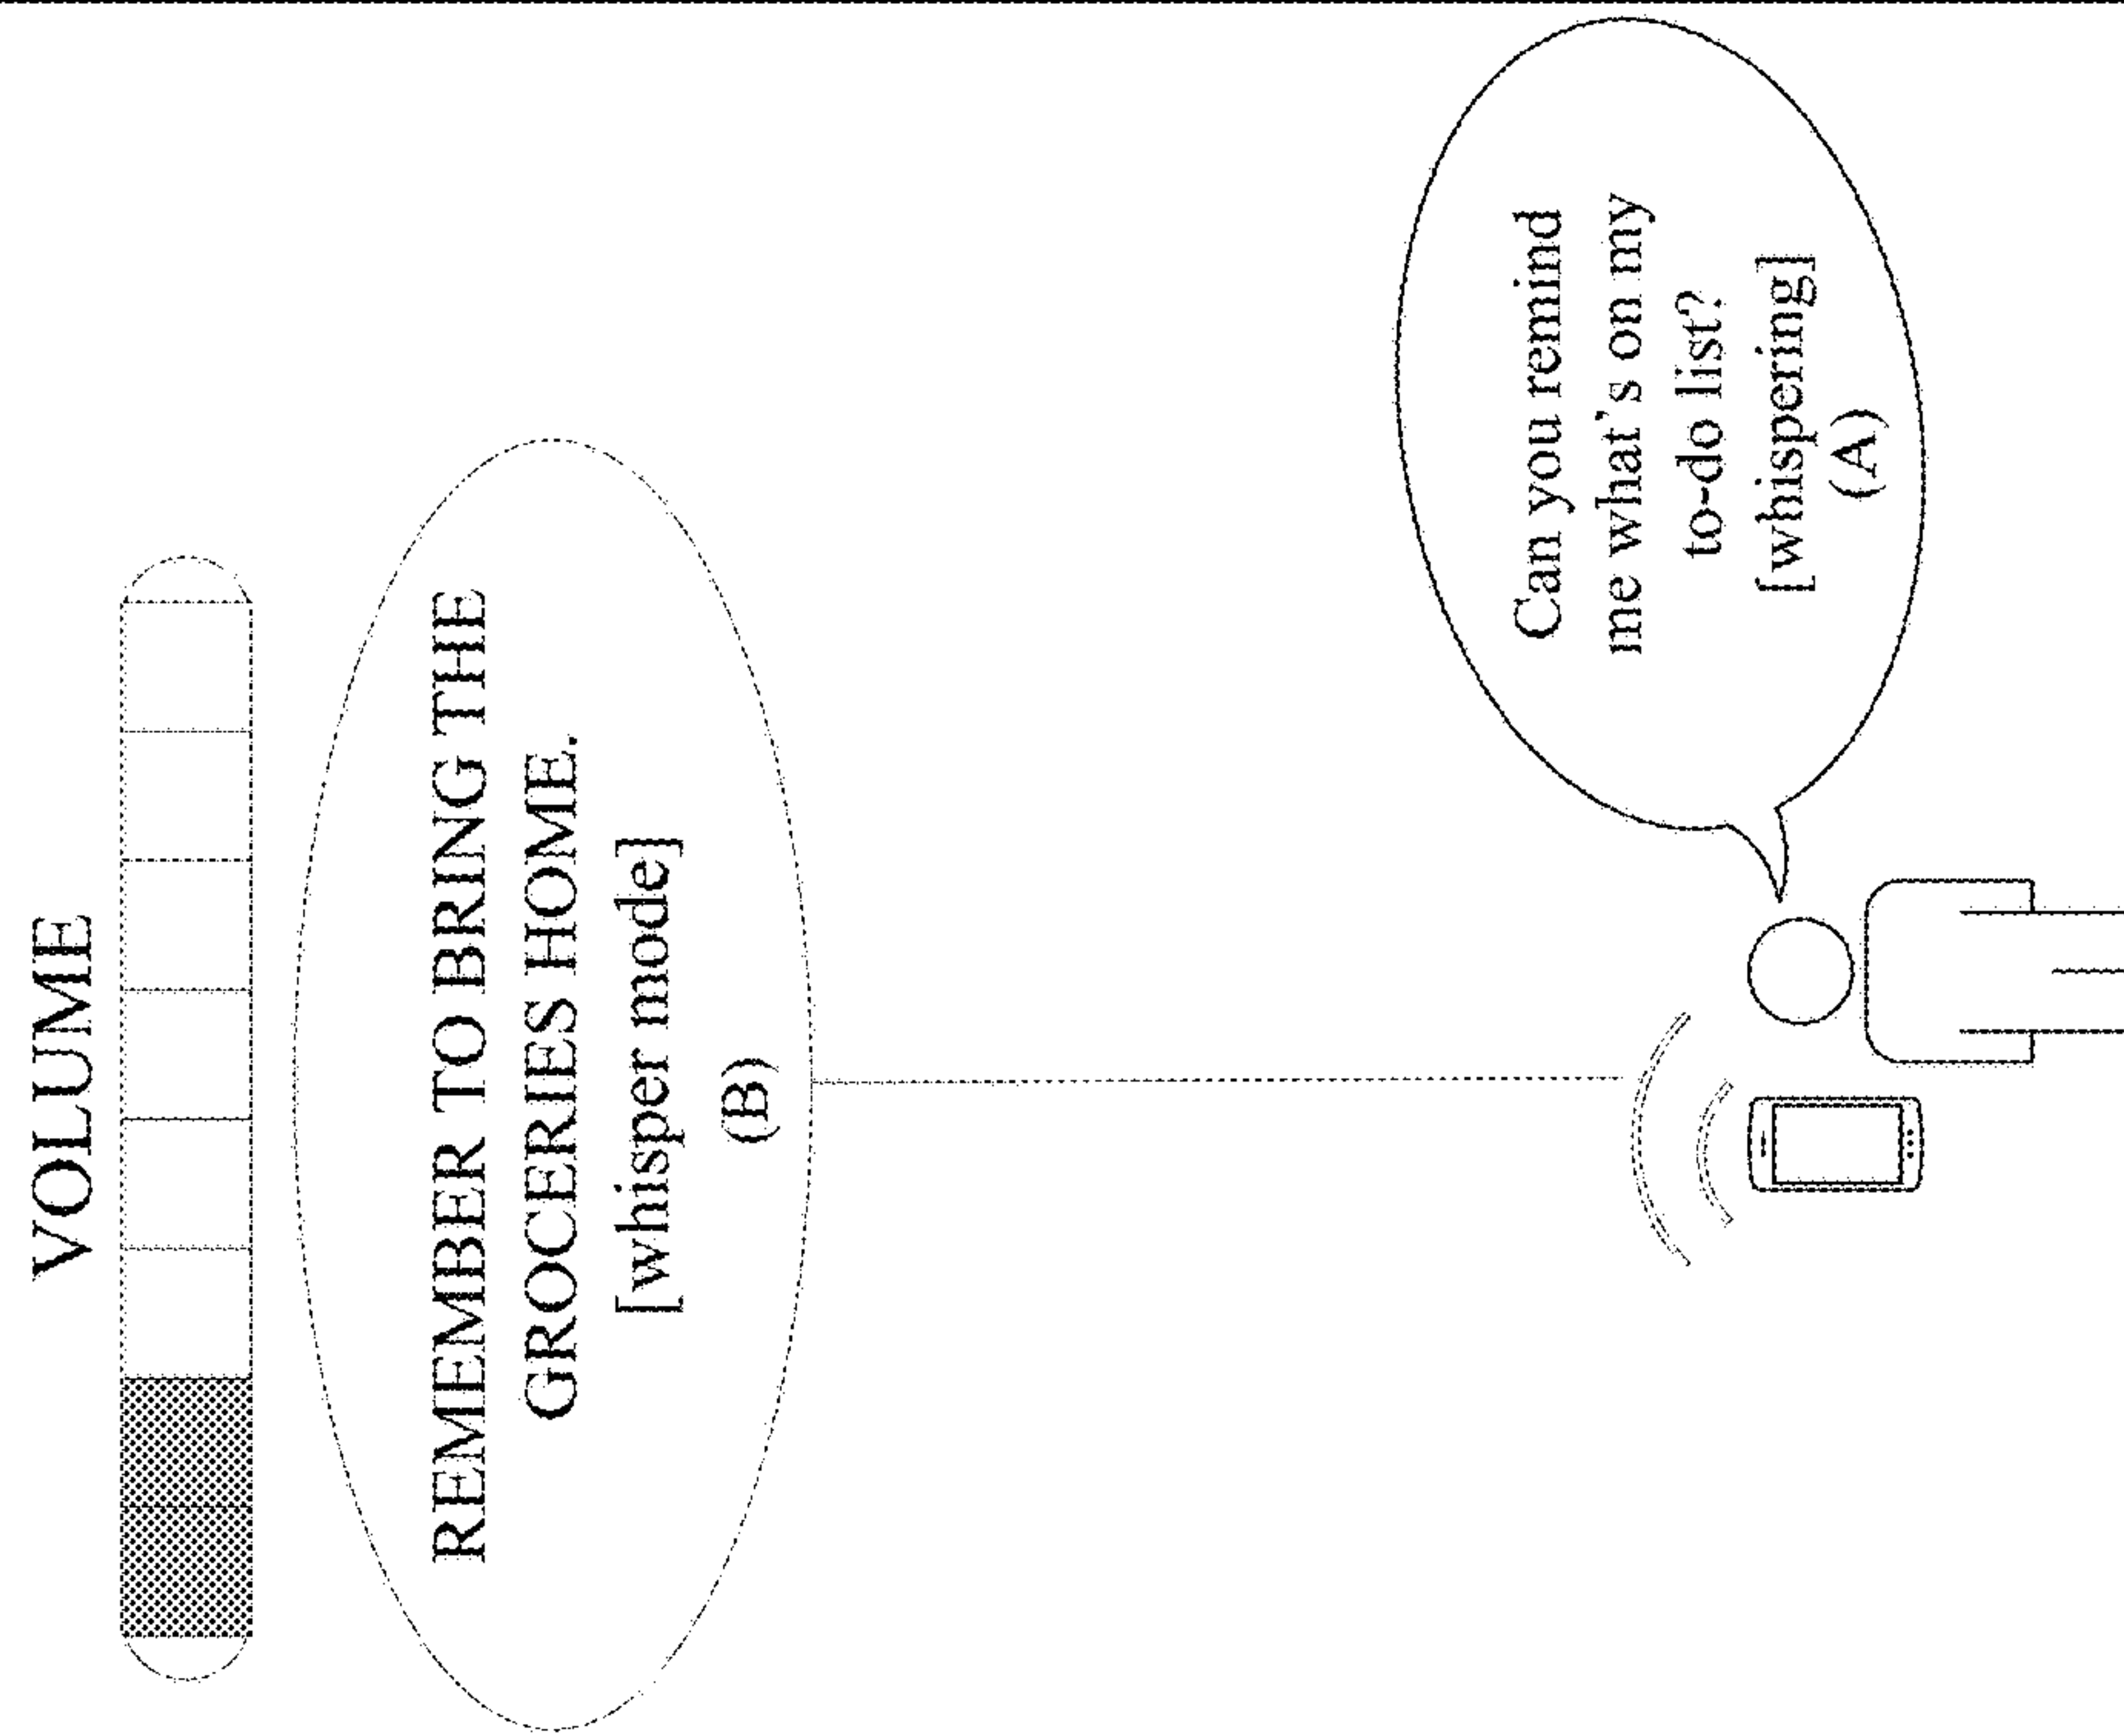 VOLUME
REMEMBER TO BRING THE
GROCERIES HOME.
[whisper mode]
(B)
Can you remind
me what's on my
to-do list?
[whispering]
(A)